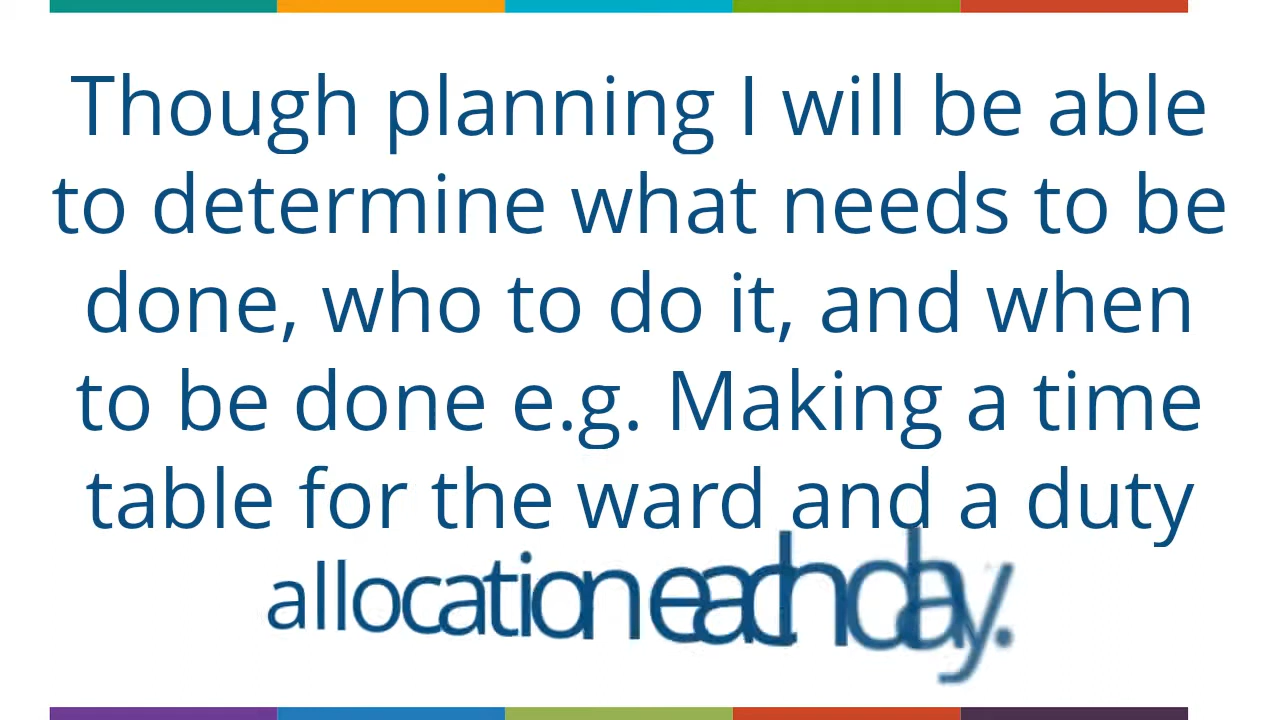 Though planning I will be able
to determine what needs to be
done, who to do it, and when
to be done e.g. Making a time
table for the ward and a duty
allocation each day.